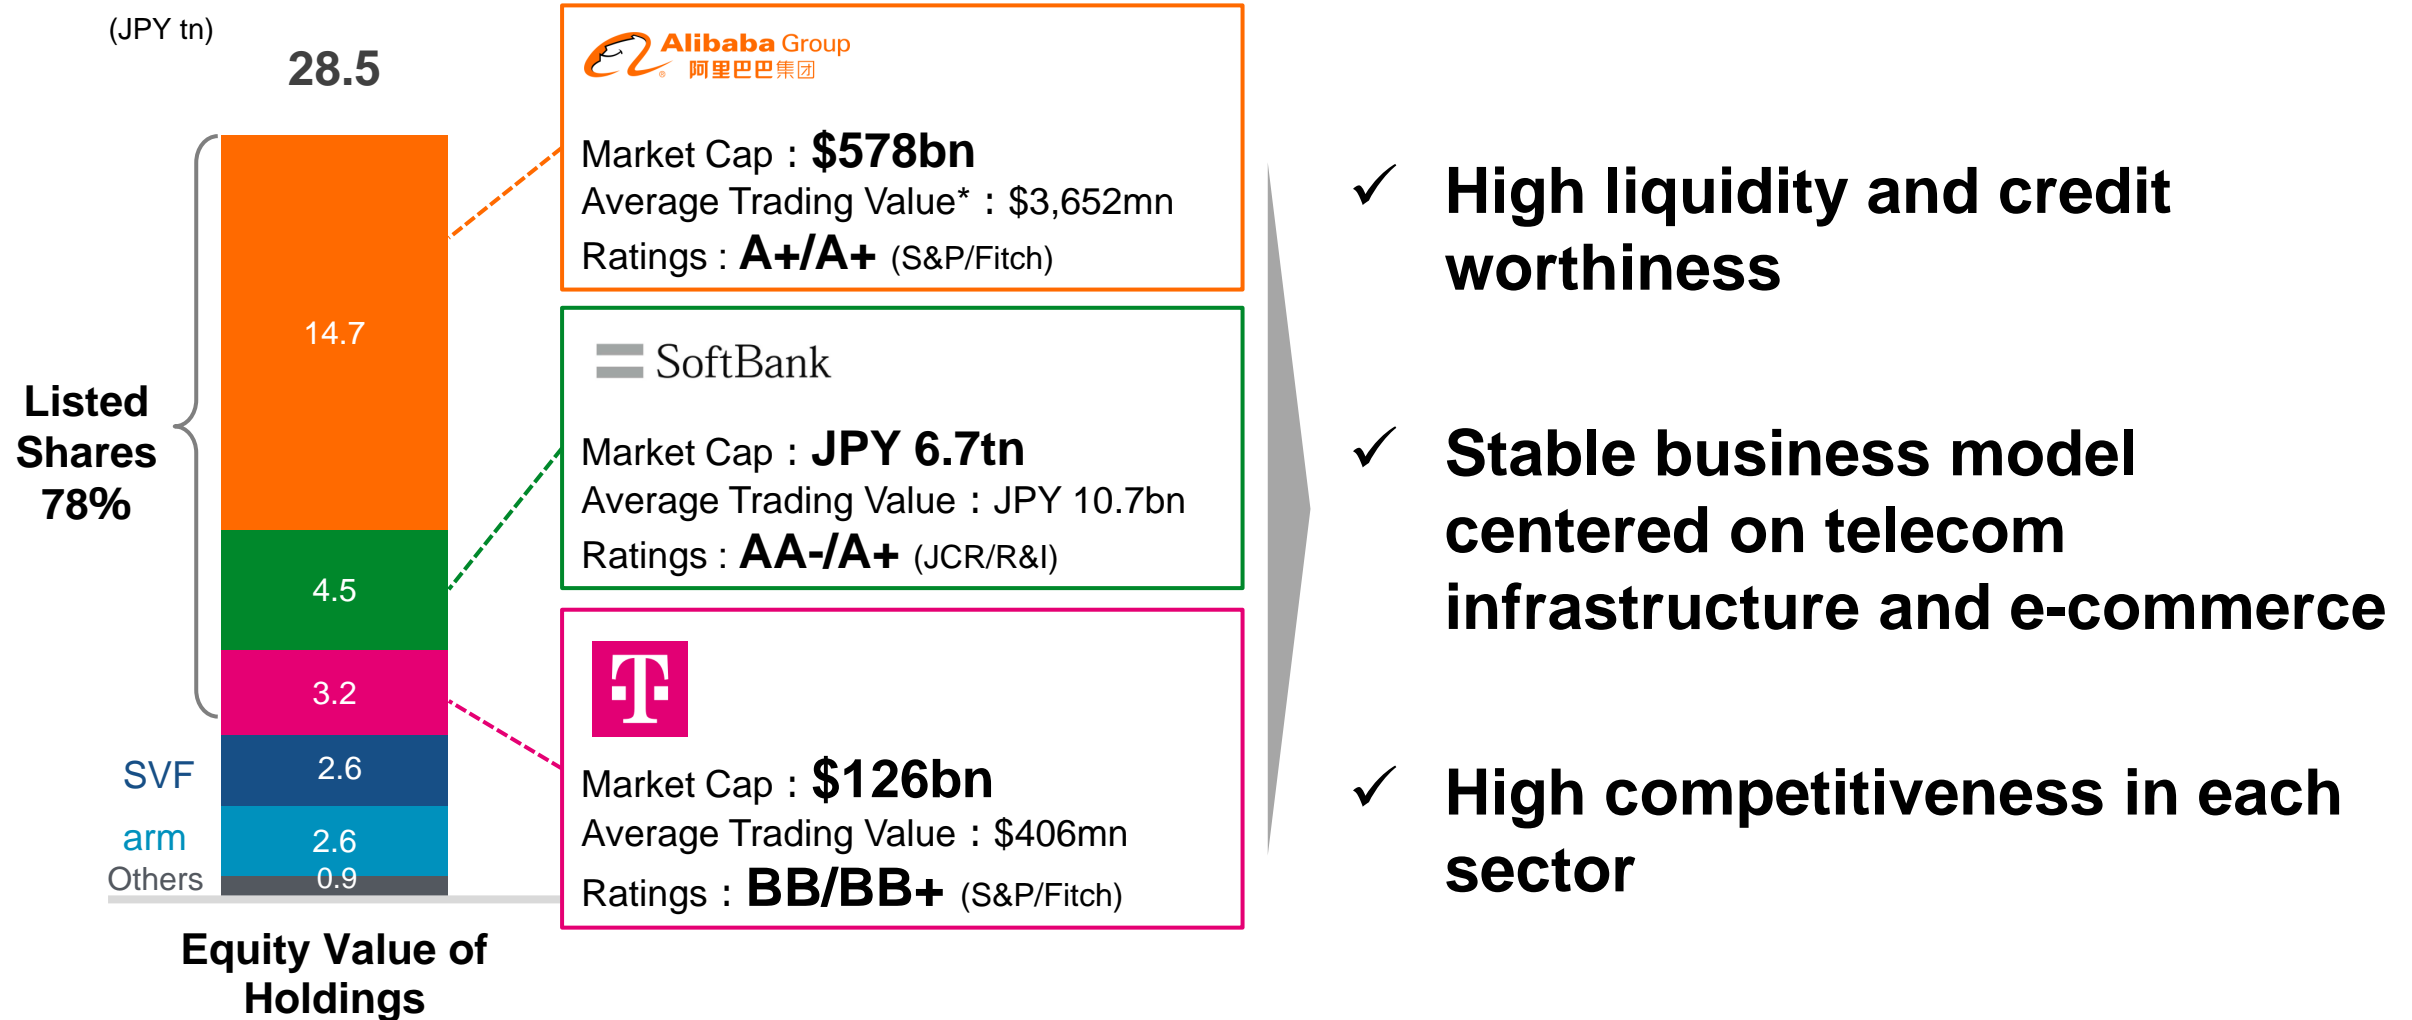 (JPY tn)
28.5
Listed
Shares
78%
14.7
4.5
3.2
SVF
2.6
arm
2.6
Others
0.9
Equity Value of
Holdings
Alibaba Group
阿里巴巴集团
Market Cap : $578bn
Average Trading Value* : $3,652mn
Ratings : A+/A+ (S&P/Fitch)
SoftBank
Market Cap : JPY 6.7tn
Average Trading Value : JPY 10.7bn
Ratings : AA-/A+ (JCR/R&I)
T
Market Cap : $126bn
Average Trading Value : $406mn
Ratings : BB/BB+ (S&P/Fitch)
✓ High liquidity and credit
worthiness
✓ Stable business model
centered on telecom
infrastructure and e-commerce
✓ High competitiveness in each
sector